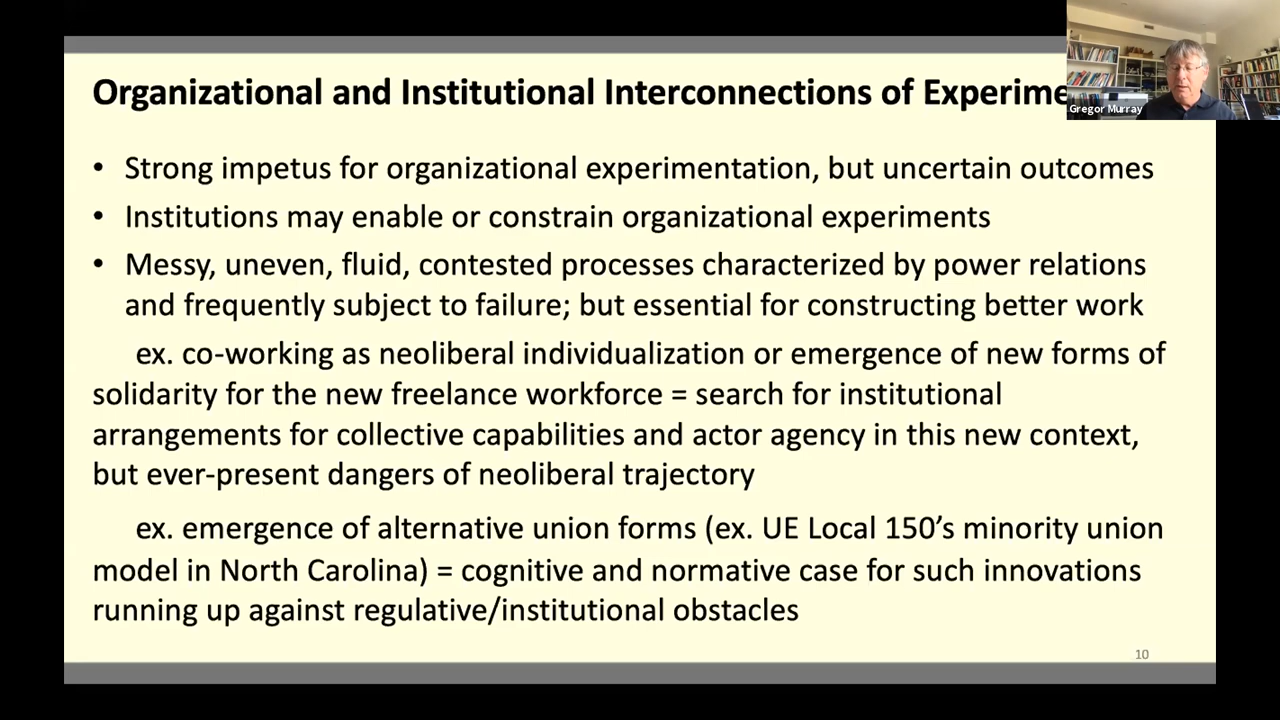 Organizational and Institutional Interconnections of Experime
Gregor Murray
• Strong impetus for organizational experimentation, but uncertain outcomes
• Institutions may enable or constrain organizational experiments
• Messy, uneven, fluid, contested processes characterized by power relations
and frequently subject to failure; but essential for constructing better work
ex. co-working as neoliberal individualization or emergence of new forms of
solidarity for the new freelance workforce = search for institutional
arrangements for collective capabilities and actor agency in this new context,
but ever-present dangers of neoliberal trajectory
ex. emergence of alternative union forms (ex. UE Local 150’s minority union
model in North Carolina) = cognitive and normative case for such innovations
running up against regulative/institutional obstacles
10